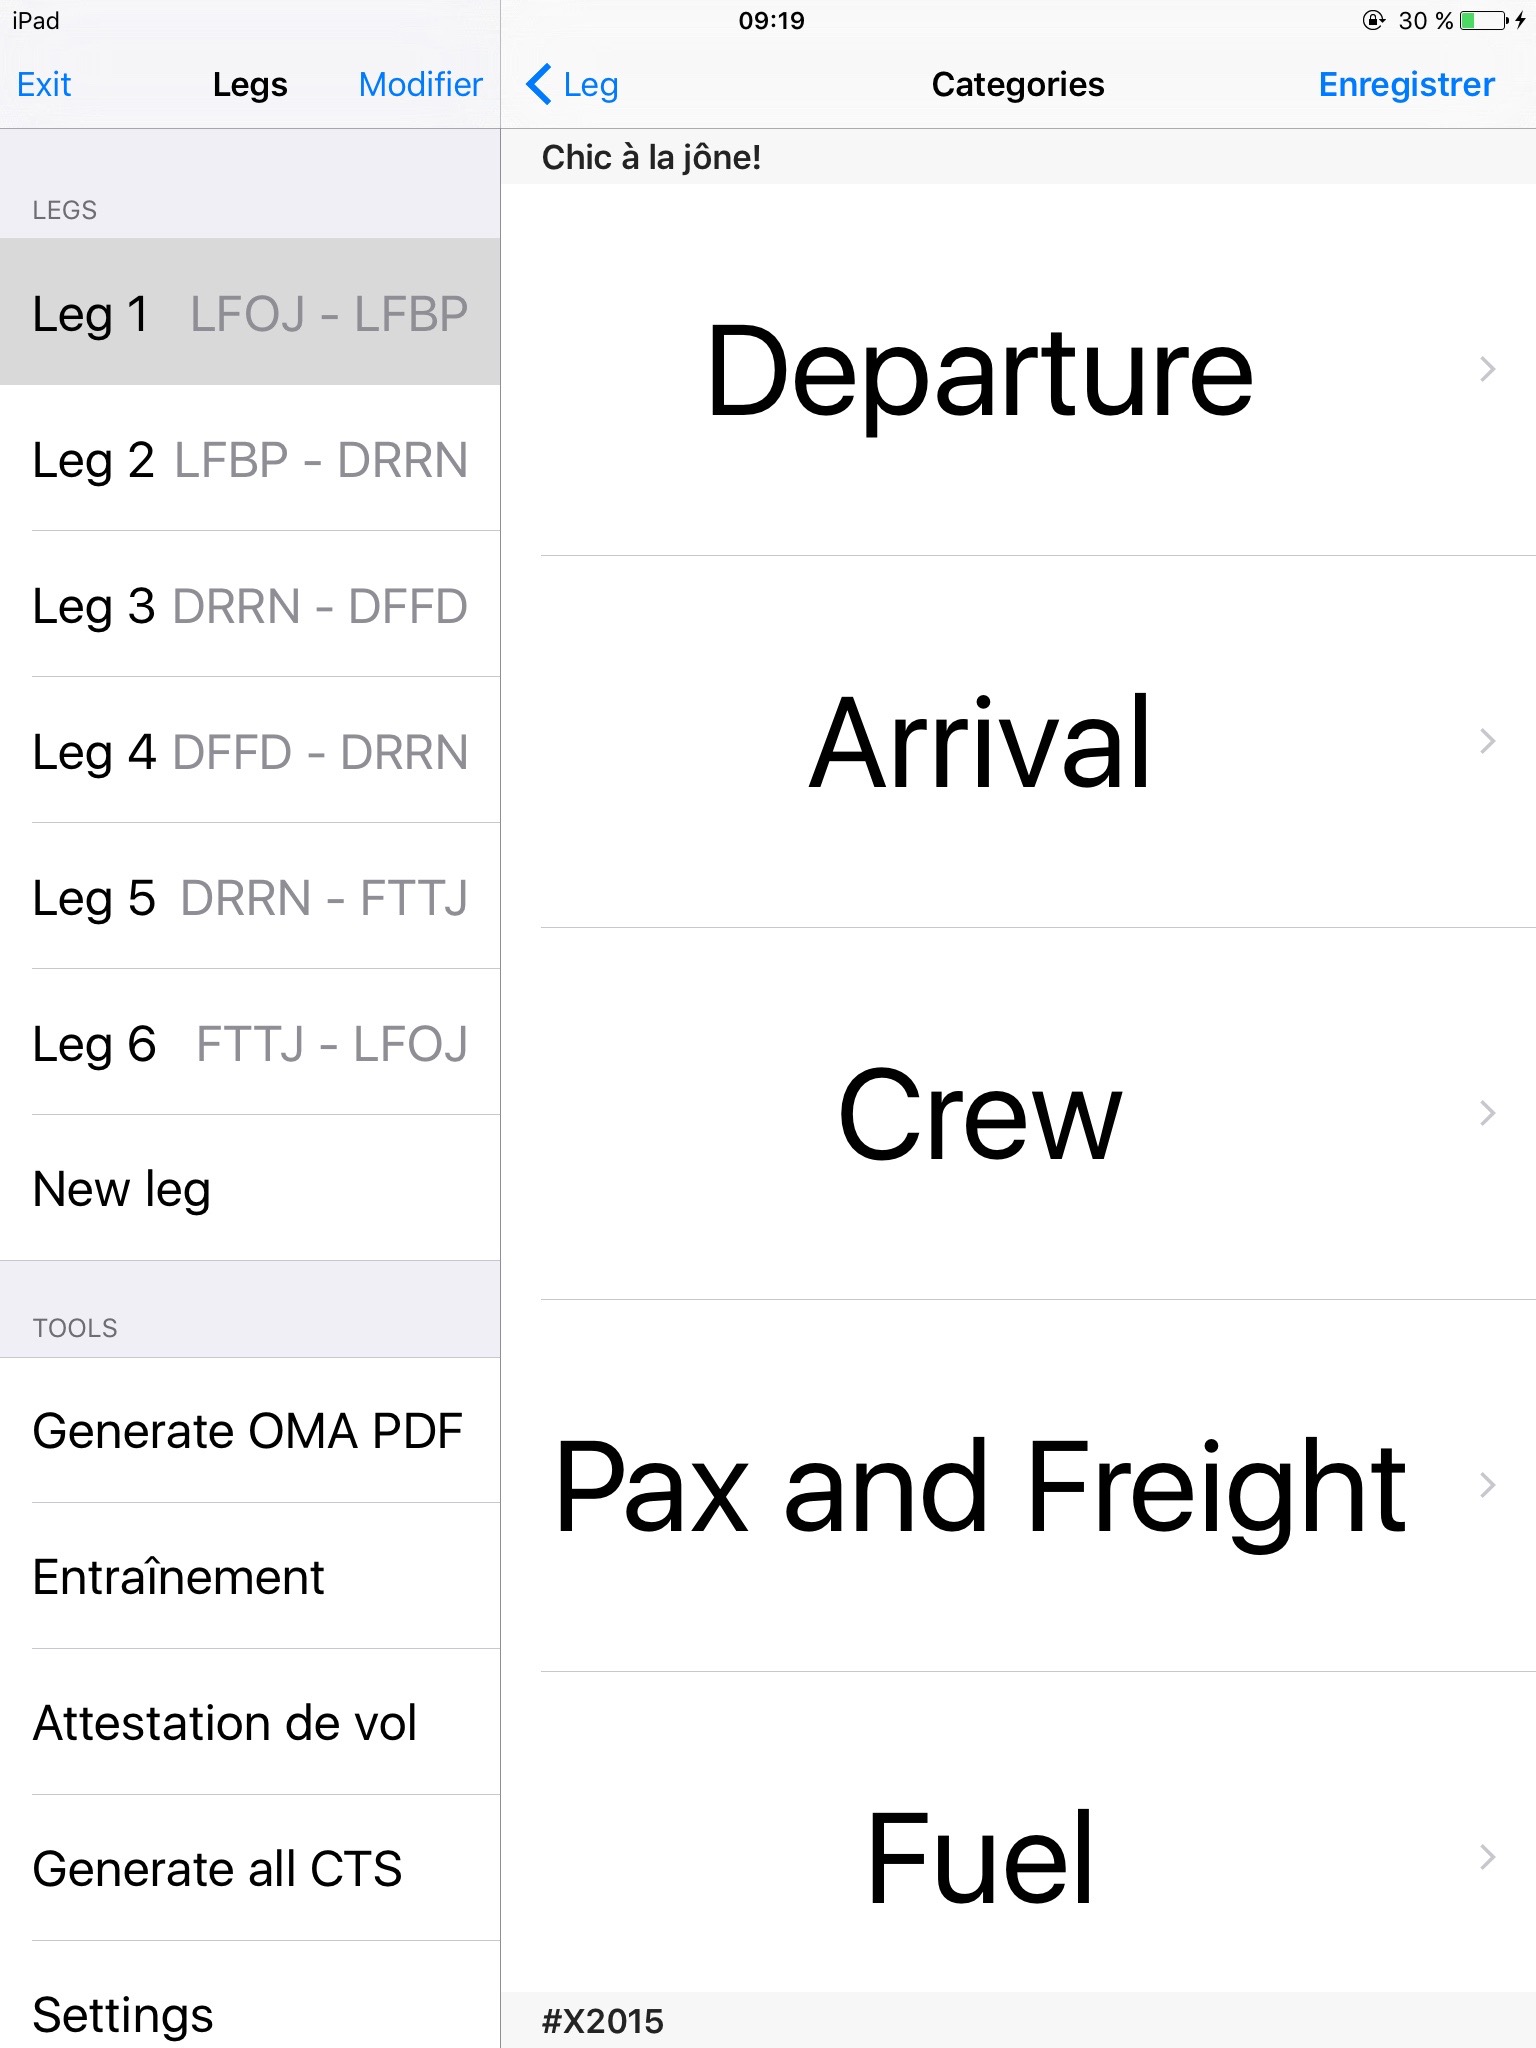 iPad 09:19 30 %
Exit Legs Modifier
Leg Categories Enregistrer
LEGS
Leg 1 LFOJ - LFBP
Leg 2 LFBP - DRRN
Leg 3 DRRN - DFFD
Leg 4 DFFD - DRRN
Leg 5 DRRN - FTTJ
Leg 6 FTTJ - LFOJ
New leg
TOOLS
Generate OMA PDF
Entraînement
Attestation de vol
Generate all CTS
Settings
Chic à la jône!
Departure
Arrival
Crew
Pax and Freight
Fuel
#X2015